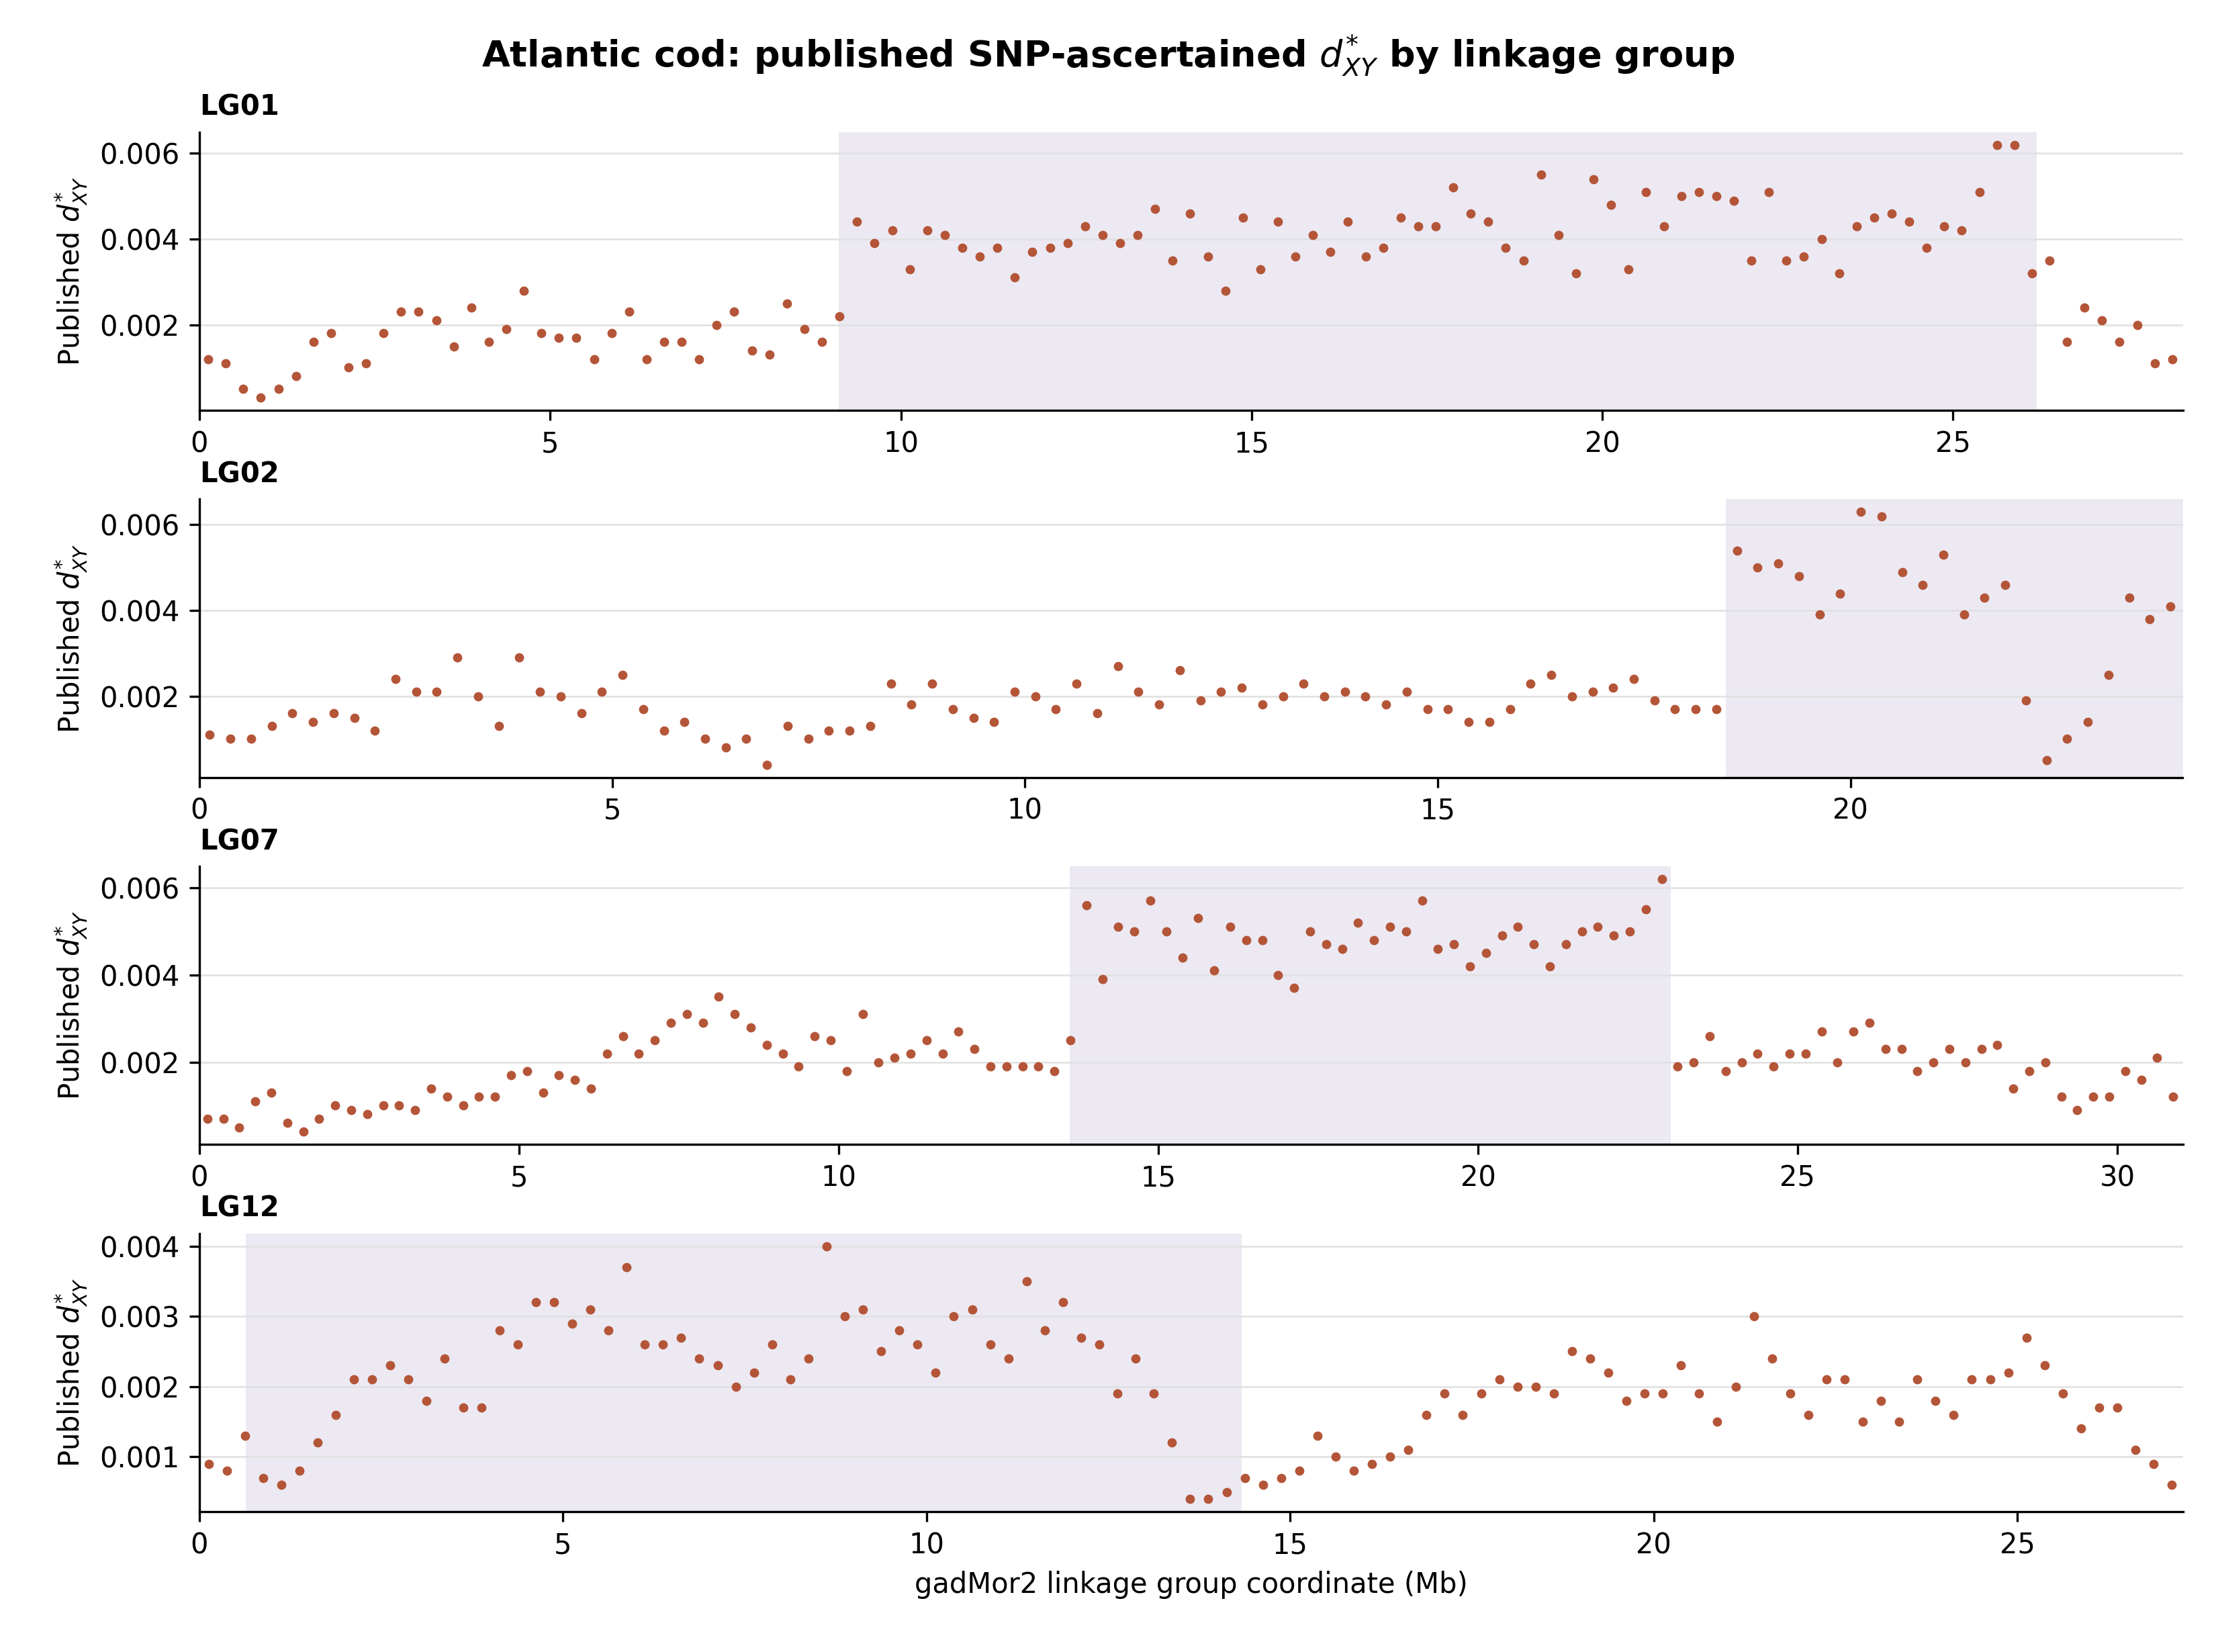 Atlantic cod: published SNP-ascertained d*XY by linkage group
LG01
Published d*XY
0.006
0.004
0.002
0 5 10 15 20 25
LG02
Published d*XY
0.006
0.004
0.002
0 5 10 15 20
LG07
Published d*XY
0.006
0.004
0.002
0 5 10 15 20 25 30
LG12
Published d*XY
0.004
0.003
0.002
0.001
0 5 10 15 20 25
gadMor2 linkage group coordinate (Mb)